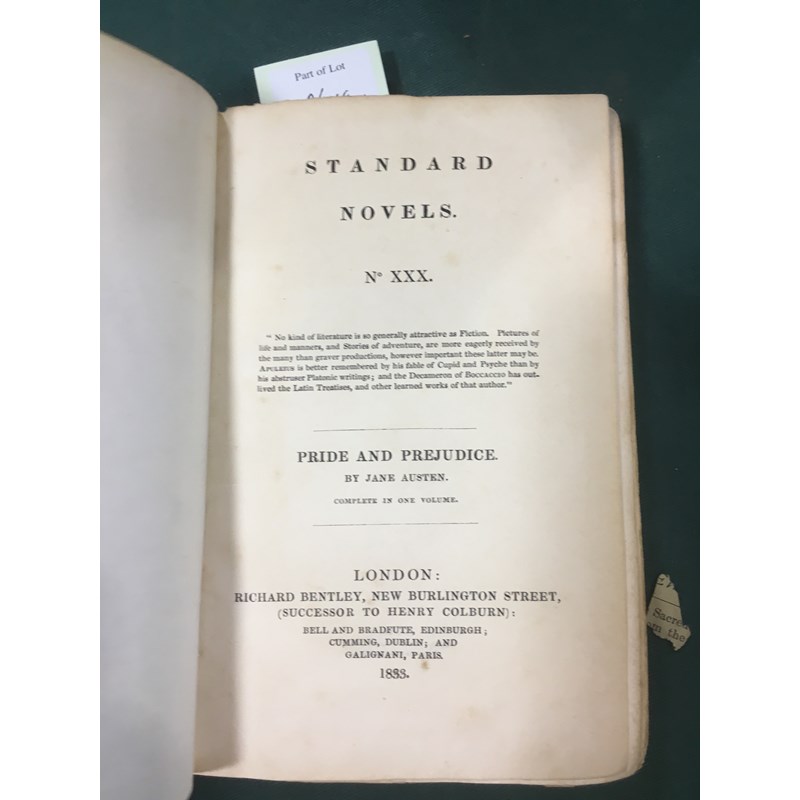 Part of Lot
STANDARD
NOVELS.
Nº XXX.
" No kind of literature is so generally attractive as Fiction. Pictures of
life and manners, and Stories of adventure, are more eagerly received by
the many than graver productions, however important these latter may be.
APULEIUS is better remembered by his fable of Cupid and Psyche than by
his abstruser Platonic writings; and the Decameron of BOCCACCIO has out-
lived the Latin Treatises, and other learned works of that author."
PRIDE AND PREJUDICE.
BY JANE AUSTEN.
COMPLETE IN ONE VOLUME.
LONDON:
RICHARD BENTLEY, NEW BURLINGTON STREET,
(SUCCESSOR TO HENRY COLBURN):
BELL AND BRADFUTE, EDINBURGH;
CUMMING, DUBLIN; AND
GALIGNANI, PARIS.
1833.
Sacred
om the